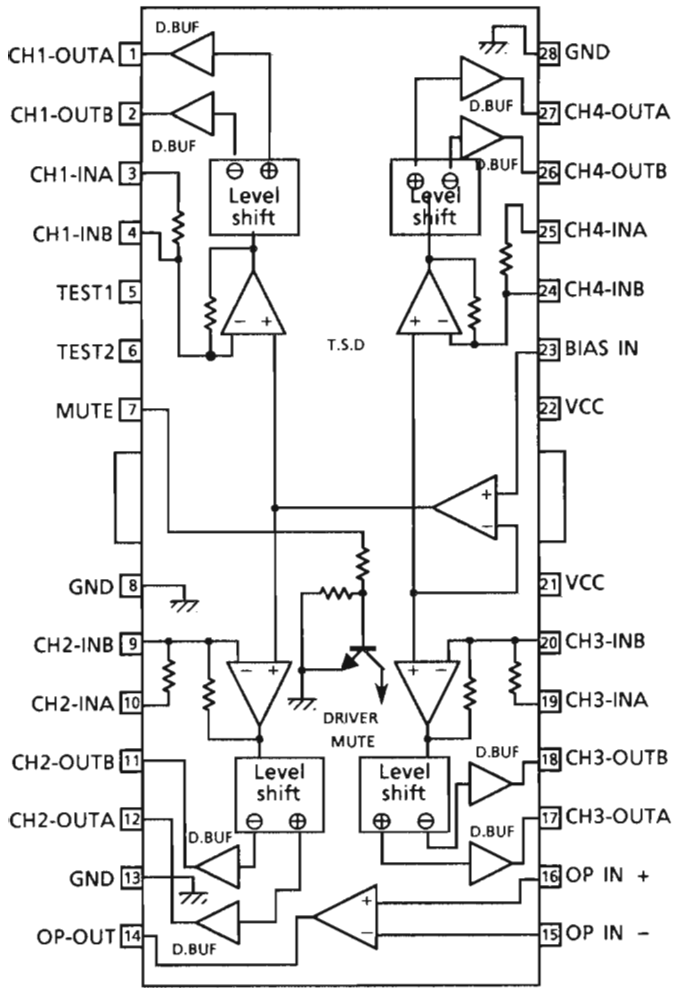 D.BUF
CH1-OUTA 1
28 GND
CH1-OUTB 2
D.BUF
27 CH4-OUTA
D.BUF
CH1-INA 3
D.BUF
26 CH4-OUTB
⊖ ⊕
Level
shift
⊕ ⊖
Level
shift
CH1-INB 4
25 CH4-INA
TEST1 5
24 CH4-INB
− +
+ −
TEST2 6
T.S.D
23 BIAS IN
MUTE 7
22 VCC
+
−
GND 8
21 VCC
CH2-INB 9
20 CH3-INB
− +
+ −
CH2-INA 10
19 CH3-INA
DRIVER
MUTE
CH2-OUTB 11
D.BUF
18 CH3-OUTB
Level
shift
⊖ ⊕
Level
shift
⊕ ⊖
CH2-OUTA 12
17 CH3-OUTA
D.BUF
D.BUF
GND 13
16 OP IN +
+
−
OP-OUT 14
D.BUF
15 OP IN −